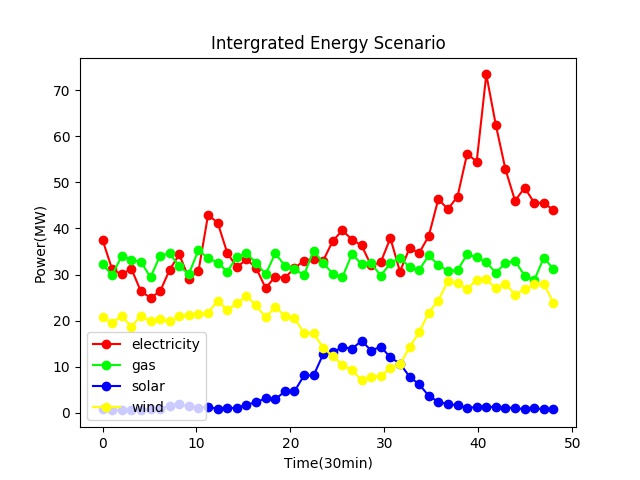 Intergrated Energy Scenario
Power(MW)
70
60
50
40
30
20
10
0
electricity
gas
solar
wind
0 10 20 30 40 50
Time(30min)